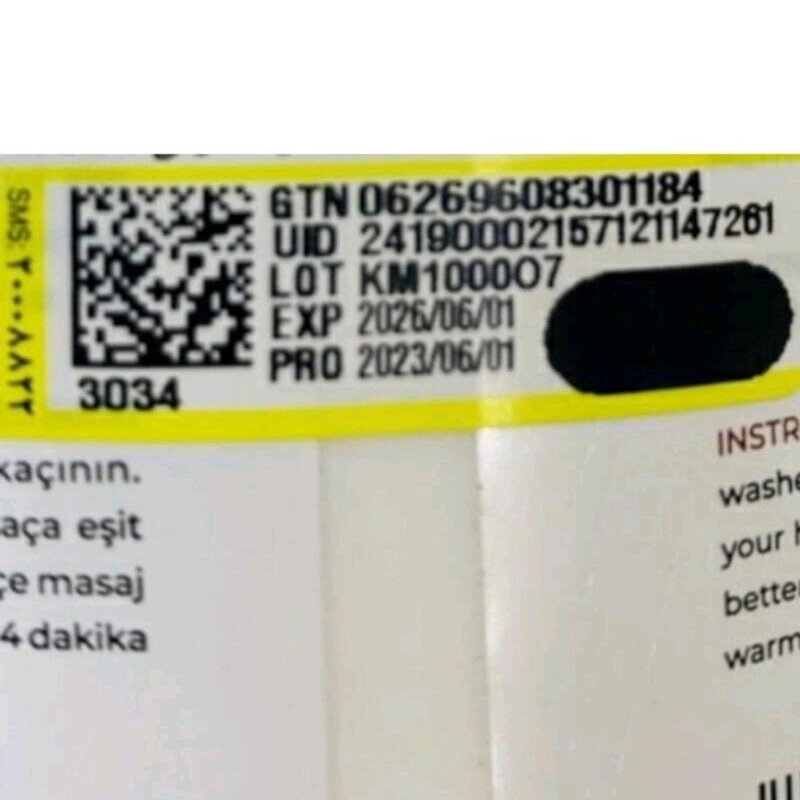 SMS: ۲۰۰۰۸۸۲۲
GTN 06269608301184
UID 24190002157121147261
LOT KM100007
EXP 2026/06/01
PRO 2023/06/01
3034
kaçının.
aça eşit
çe masaj
4 dakika
INSTR
washe
your h
bette
warm